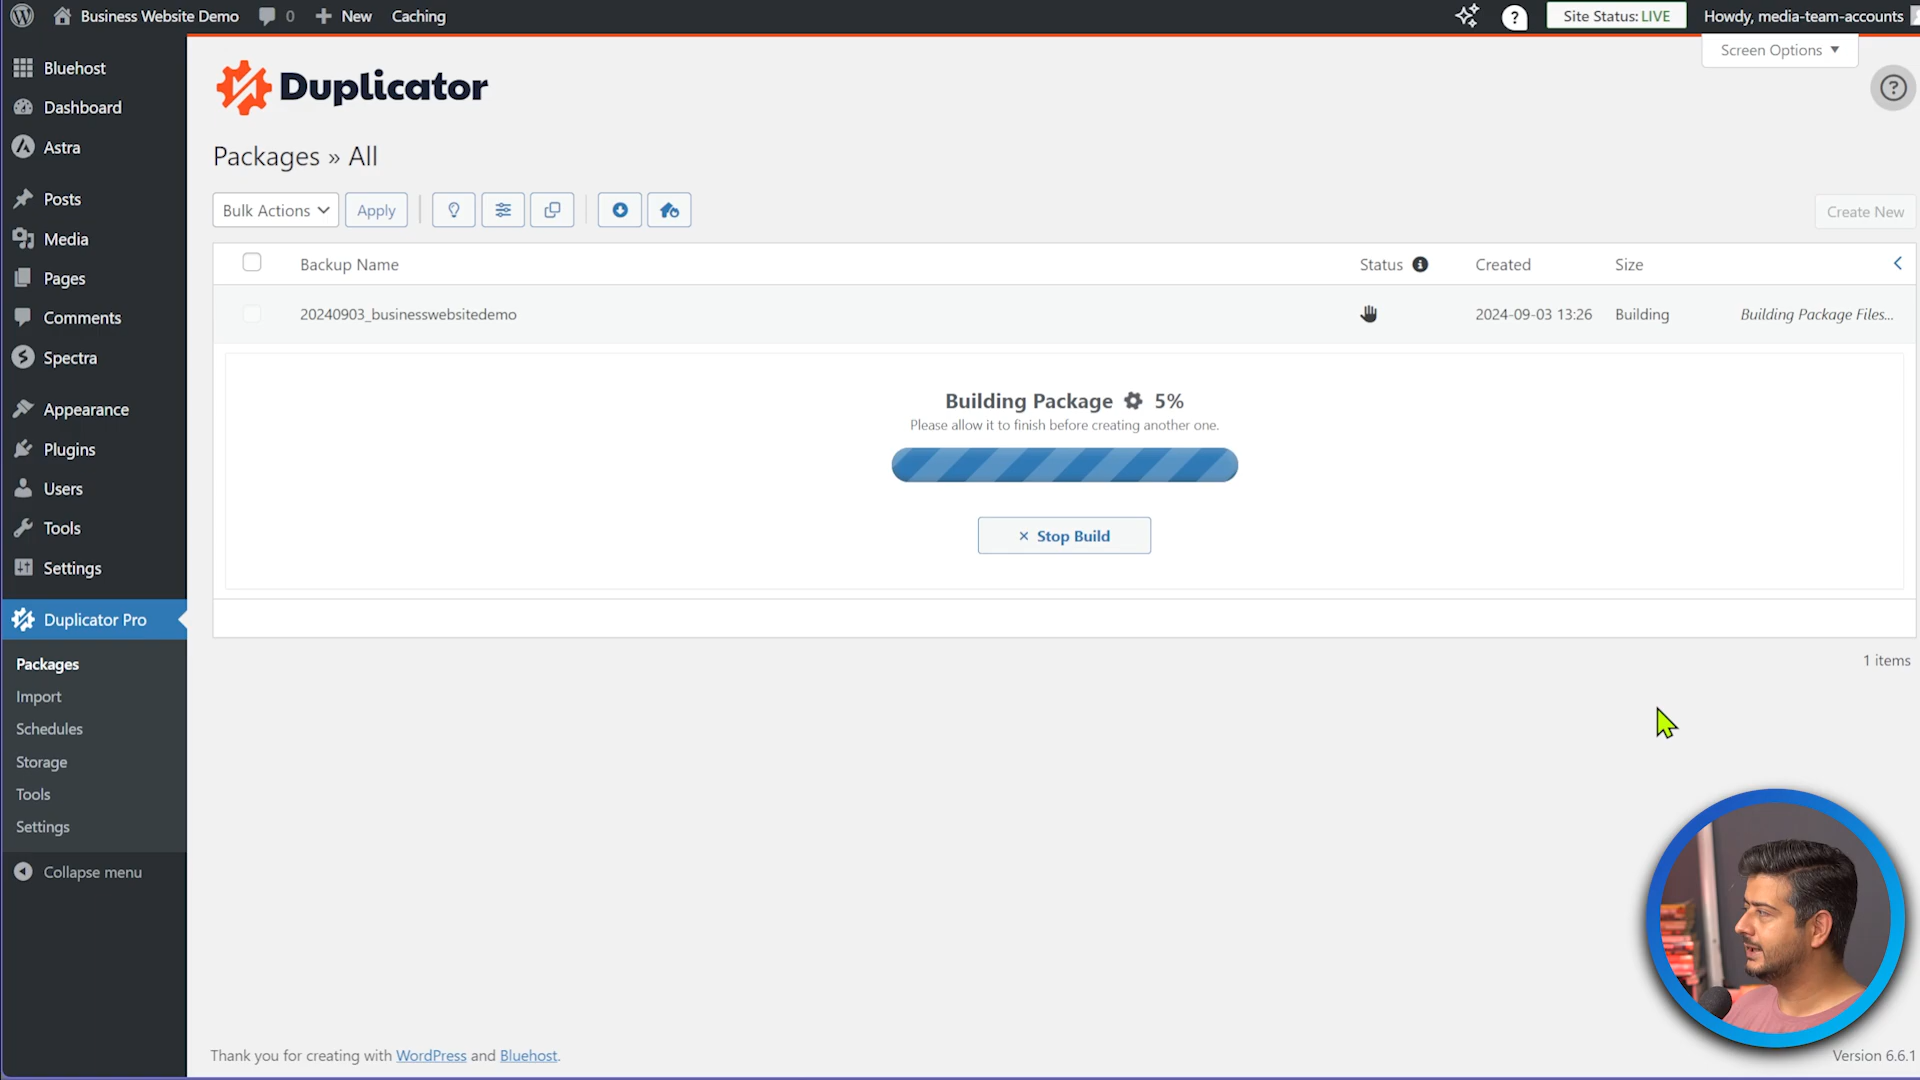 Business Website Demo 0 New Caching Site Status: LIVE Howdy, media-team-accounts
Screen Options
Bluehost
Dashboard
Astra
Posts
Media
Pages
Comments
Spectra
Appearance
Plugins
Users
Tools
Settings
Duplicator Pro
Packages
Import
Schedules
Storage
Tools
Settings
Collapse menu
Duplicator
Packages » All
Bulk Actions Apply Create New
Backup Name Status Created Size
20240903_businesswebsitedemo 2024-09-03 13:26 Building Building Package Files...
Building Package 5%
Please allow it to finish before creating another one.
× Stop Build
1 items
Thank you for creating with WordPress and Bluehost.
Version 6.6.1